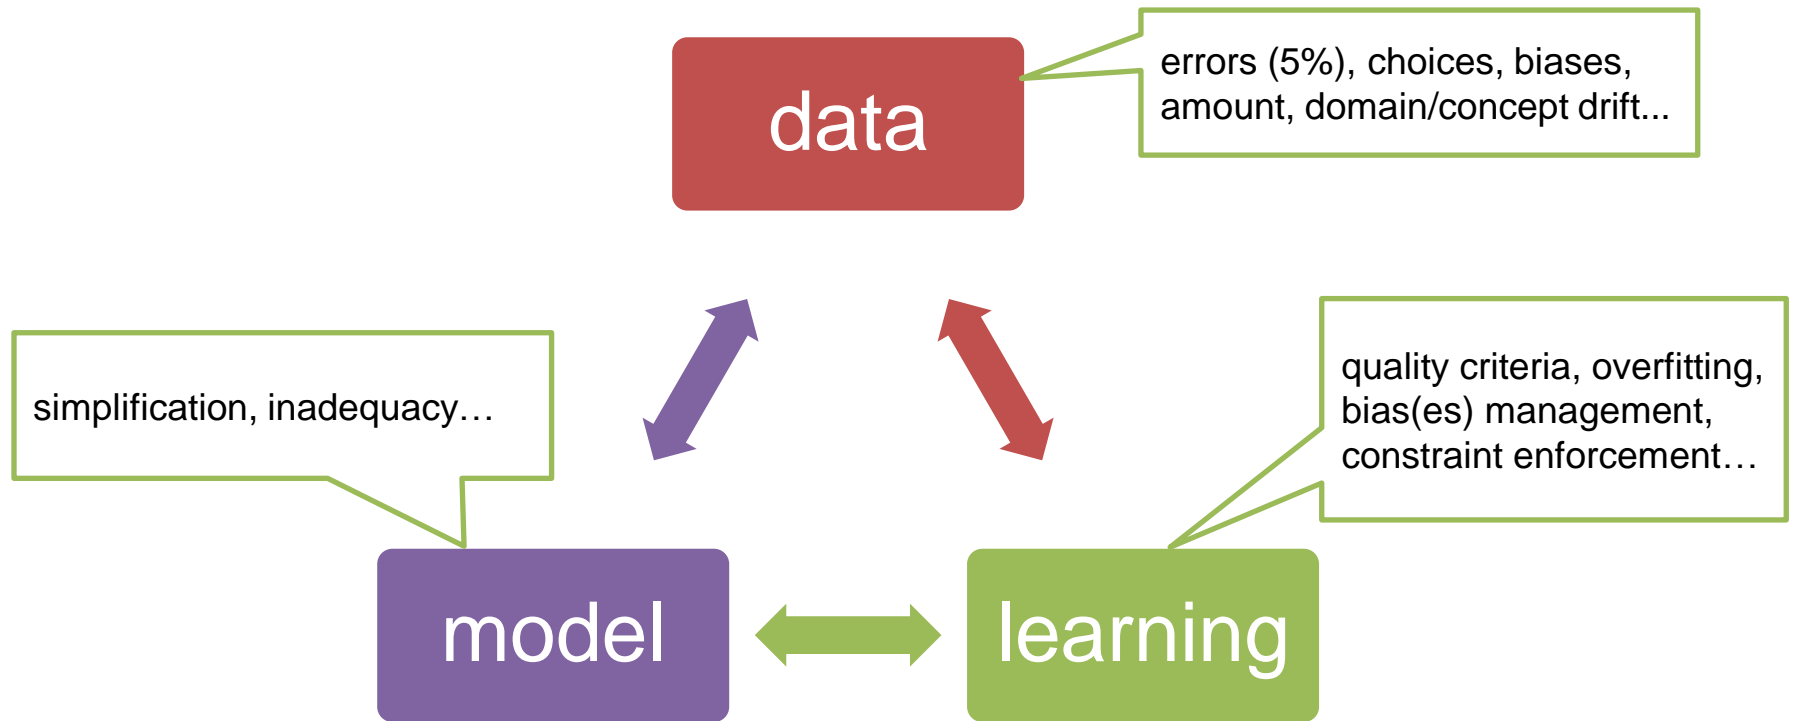 data
errors (5%), choices, biases,
amount, domain/concept drift...
simplification, inadequacy…
quality criteria, overfitting,
bias(es) management,
constraint enforcement…
model
learning